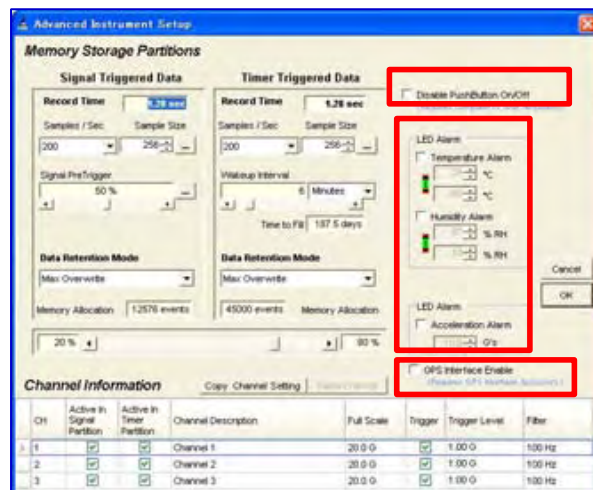 Advanced Instrument Setup
Memory Storage Partitions
Signal Triggered Data
Timer Triggered Data
Record Time 1.28 sec
Record Time 1.28 sec
Disable PushButton On/Off
Samples / Sec Sample Size
Samples / Sec Sample Size
200 256 ...
200 256 ...
LED Alarm
Temperature Alarm
°C
°C
Signal PreTrigger
50 % ...
Wakeup Interval
6 Minutes
Time to Fill 187.5 days
Humidity Alarm
% RH
% RH
Data Retention Mode
Max Overwrite
Data Retention Mode
Max Overwrite
Cancel
OK
Memory Allocation 12576 events
45000 events Memory Allocation
LED Alarm
Acceleration Alarm
G's
20 % 80 %
GPS Interface Enable
Channel Information
Copy Channel Setting
CH Active In Signal Partition Active In Timer Partition Channel Description Full Scale Trigger Trigger Level Filter
1 Channel 1 20.0 G 1.00 G 100 Hz
2 Channel 2 20.0 G 1.00 G 100 Hz
3 Channel 3 20.0 G 1.00 G 100 Hz